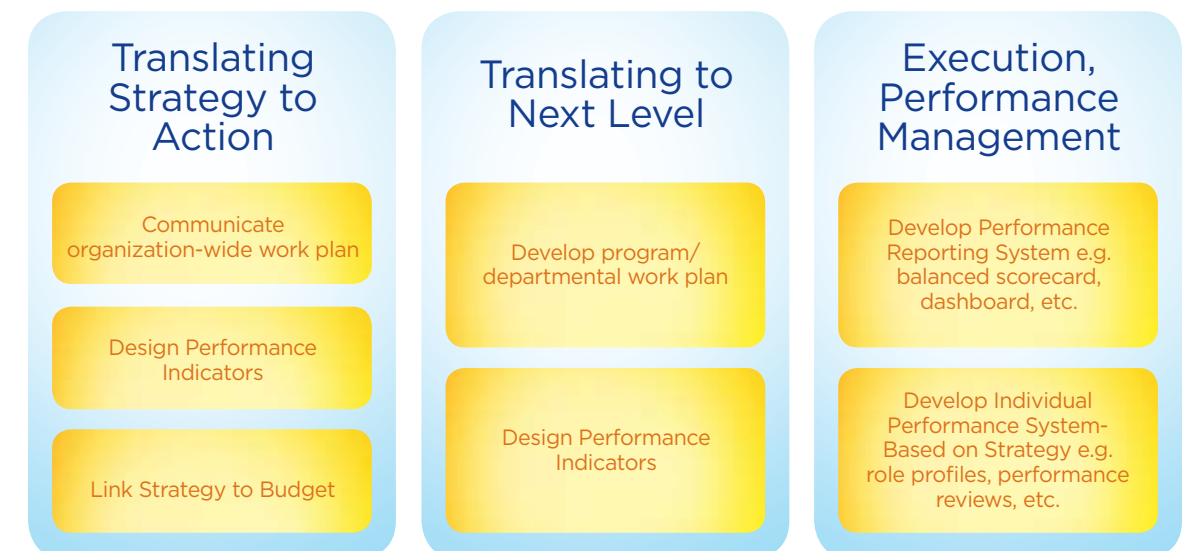 Translating
Strategy to
Action
Communicate
organization-wide work plan
Design Performance
Indicators
Link Strategy to Budget
Translating to
Next Level
Develop program/
departmental work plan
Design Performance
Indicators
Execution,
Performance
Management
Develop Performance
Reporting System e.g.
balanced scorecard,
dashboard, etc.
Develop Individual
Performance System-
Based on Strategy e.g.
role profiles, performance
reviews, etc.